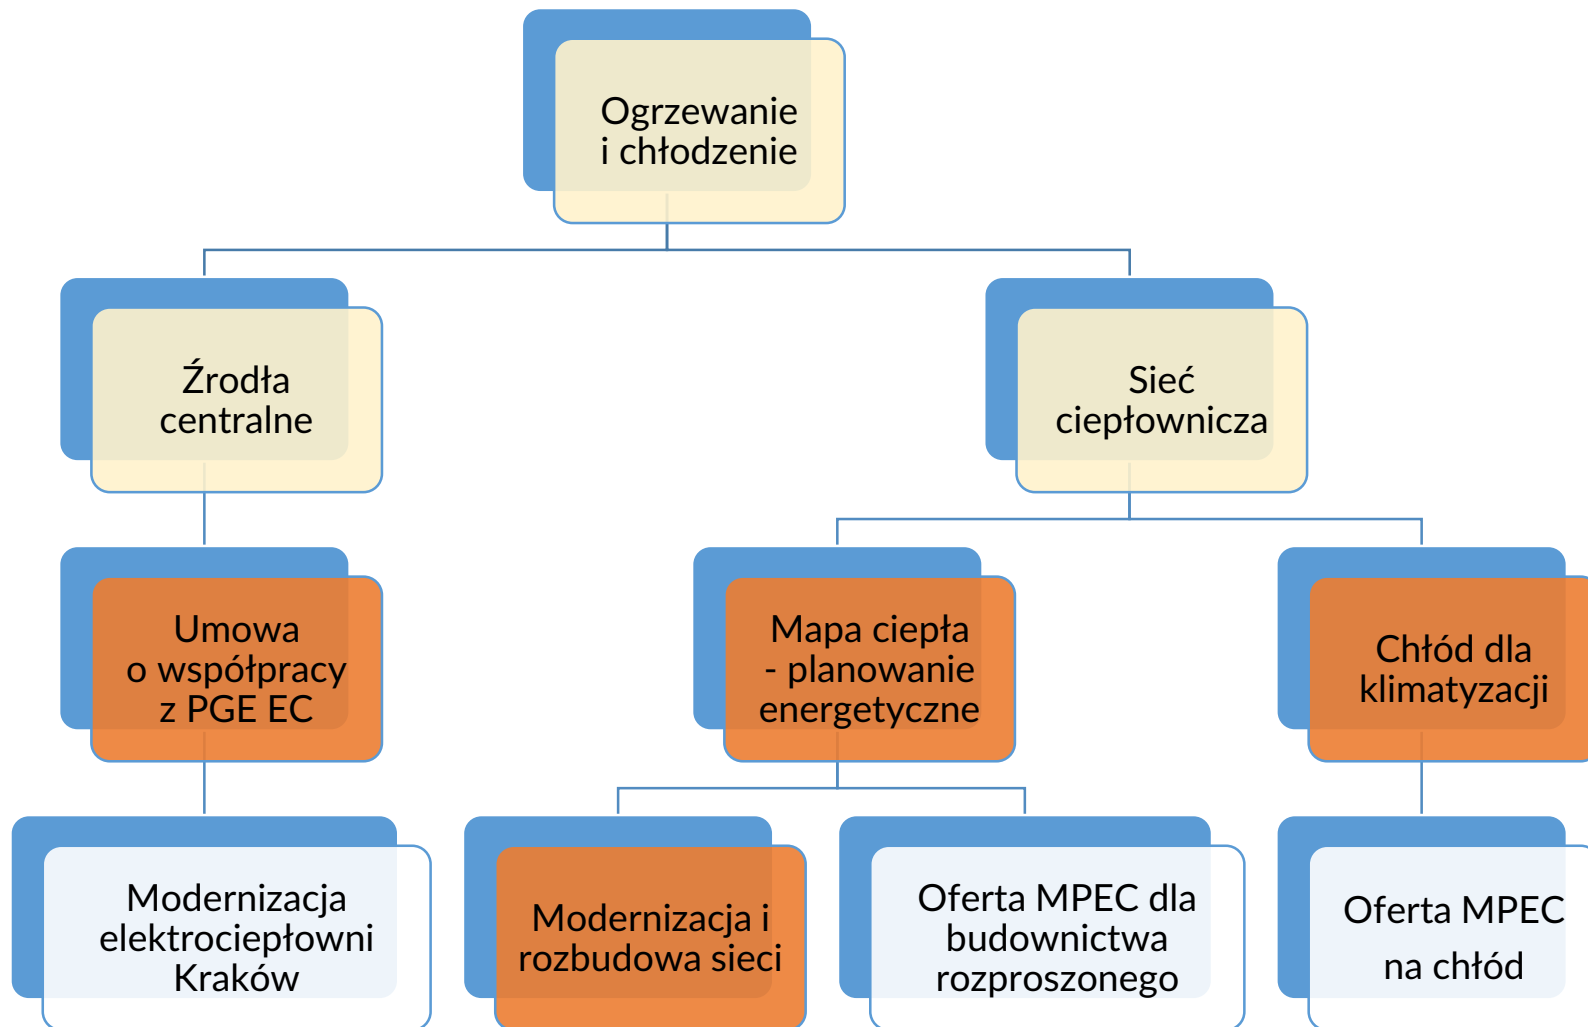 Ogrzewanie
i chłodzenie
Źrodła
centralne
Sieć
ciepłownicza
Umowa
o współpracy
z PGE EC
Mapa ciepła
- planowanie
energetyczne
Chłód dla
klimatyzacji
Modernizacja
elektrociepłowni
Kraków
Modernizacja i
rozbudowa sieci
Oferta MPEC dla
budownictwa
rozproszonego
Oferta MPEC
na chłód